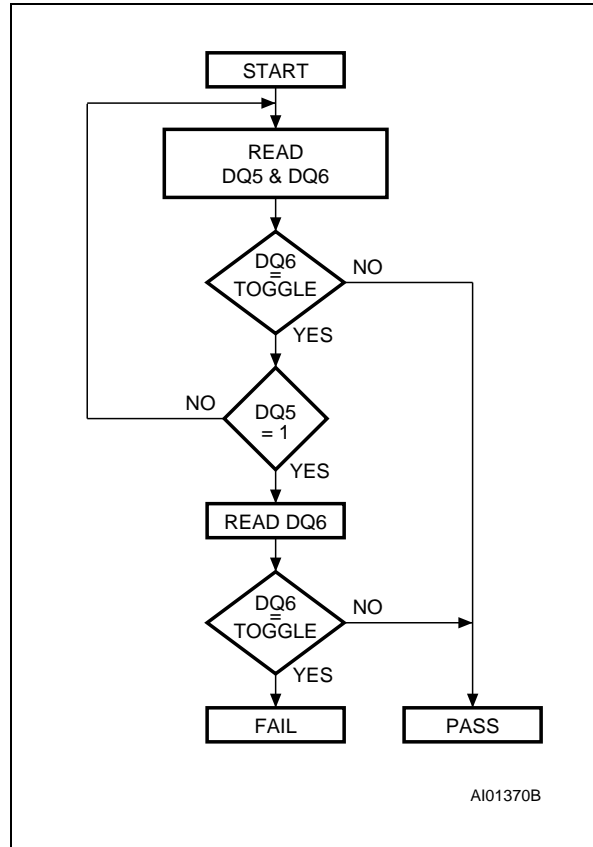 START
READ
DQ5 & DQ6
DQ6
=
TOGGLE
NO
YES
NO
DQ5
= 1
YES
READ DQ6
DQ6
=
TOGGLE
NO
YES
FAIL
PASS
AI01370B